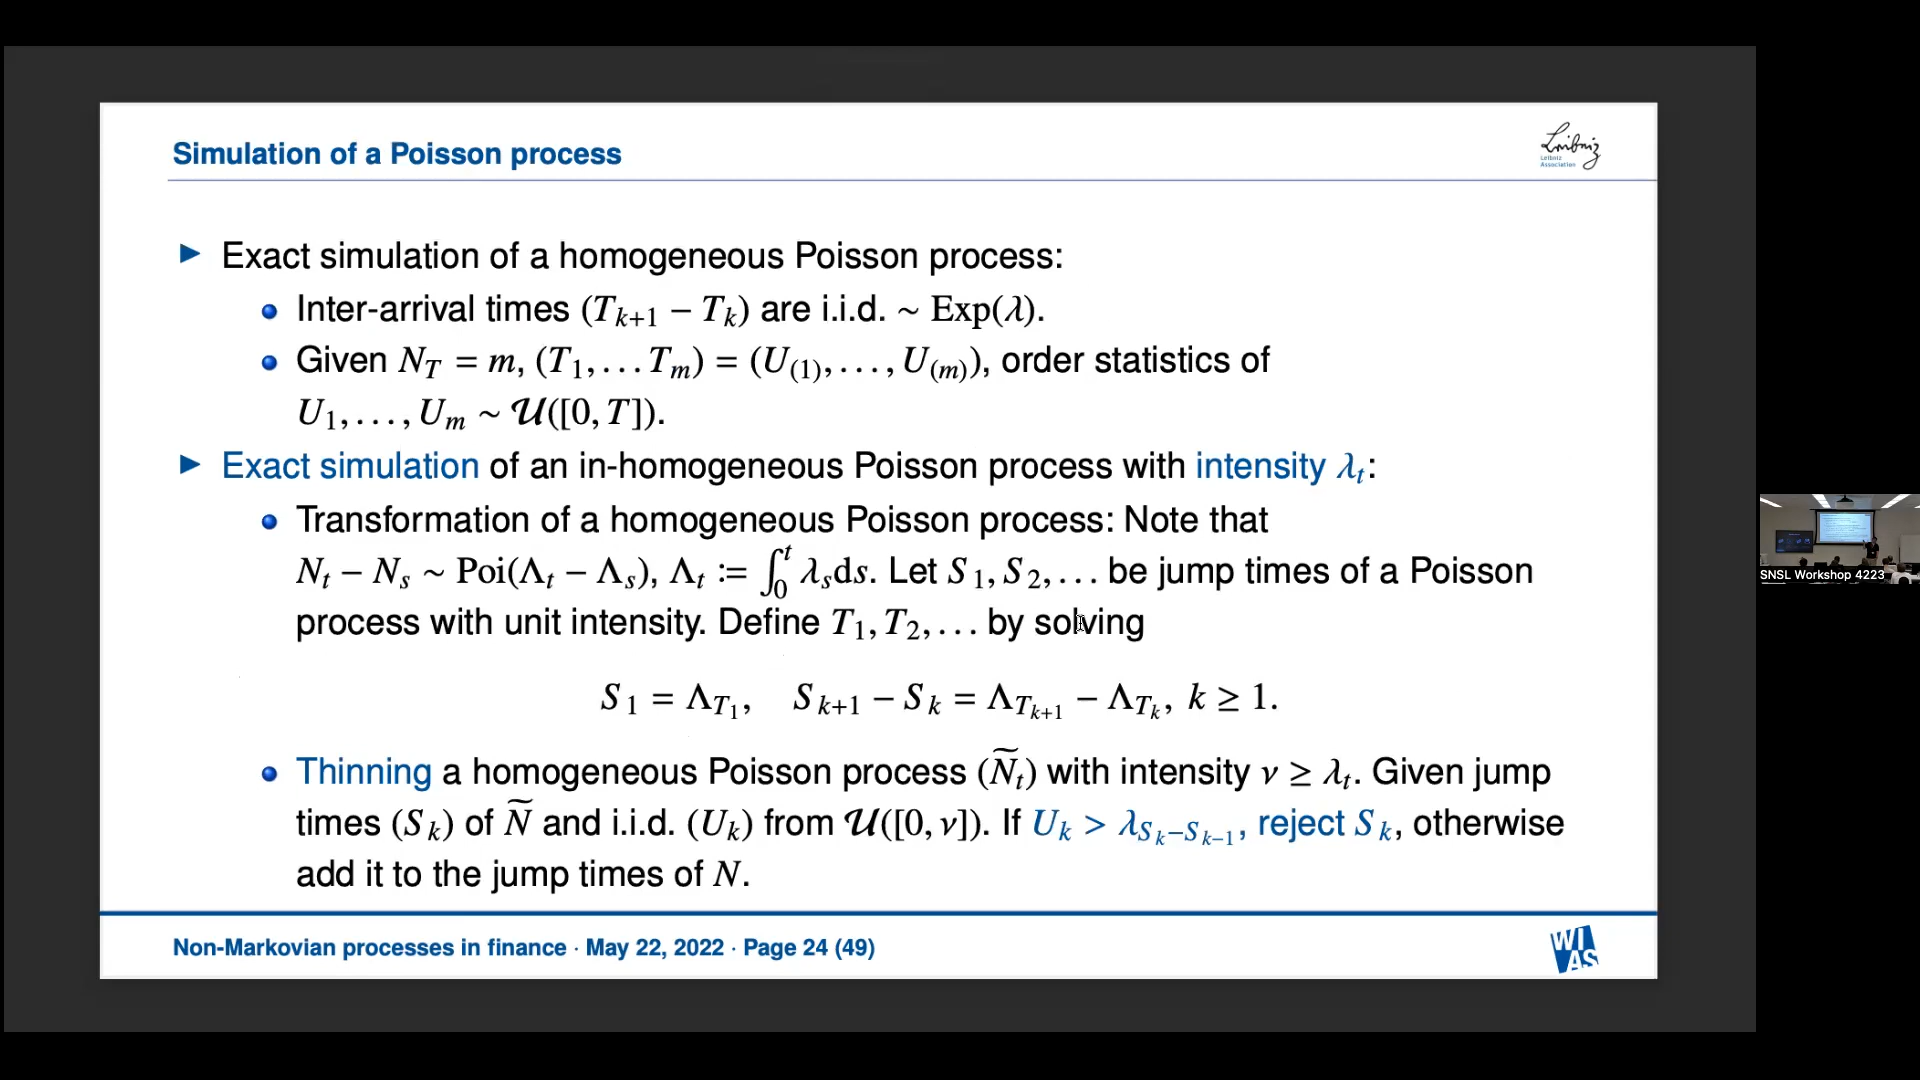 Simulation of a Poisson process
Leibniz
Leibniz
Association
► Exact simulation of a homogeneous Poisson process:
• Inter-arrival times (T_{k+1} − T_k) are i.i.d. ∼ Exp(λ).
• Given N_T = m, (T_1, … T_m) = (U_{(1)}, …, U_{(m)}), order statistics of
U_1, …, U_m ∼ 𝒰([0, T]).
► Exact simulation of an in-homogeneous Poisson process with intensity λ_t:
• Transformation of a homogeneous Poisson process: Note that
N_t − N_s ∼ Poi(Λ_t − Λ_s), Λ_t := ∫_0^t λ_s ds. Let S_1, S_2, … be jump times of a Poisson
process with unit intensity. Define T_1, T_2, … by solving
S_1 = Λ_{T_1}, S_{k+1} − S_k = Λ_{T_{k+1}} − Λ_{T_k}, k ≥ 1.
• Thinning a homogeneous Poisson process (Ñ_t) with intensity ν ≥ λ_t. Given jump
times (S_k) of Ñ and i.i.d. (U_k) from 𝒰([0, ν]). If U_k > λ_{S_k−S_{k−1}}, reject S_k, otherwise
add it to the jump times of N.
Non-Markovian processes in finance · May 22, 2022 · Page 24 (49)
WI
AS
SNSL Workshop 4223